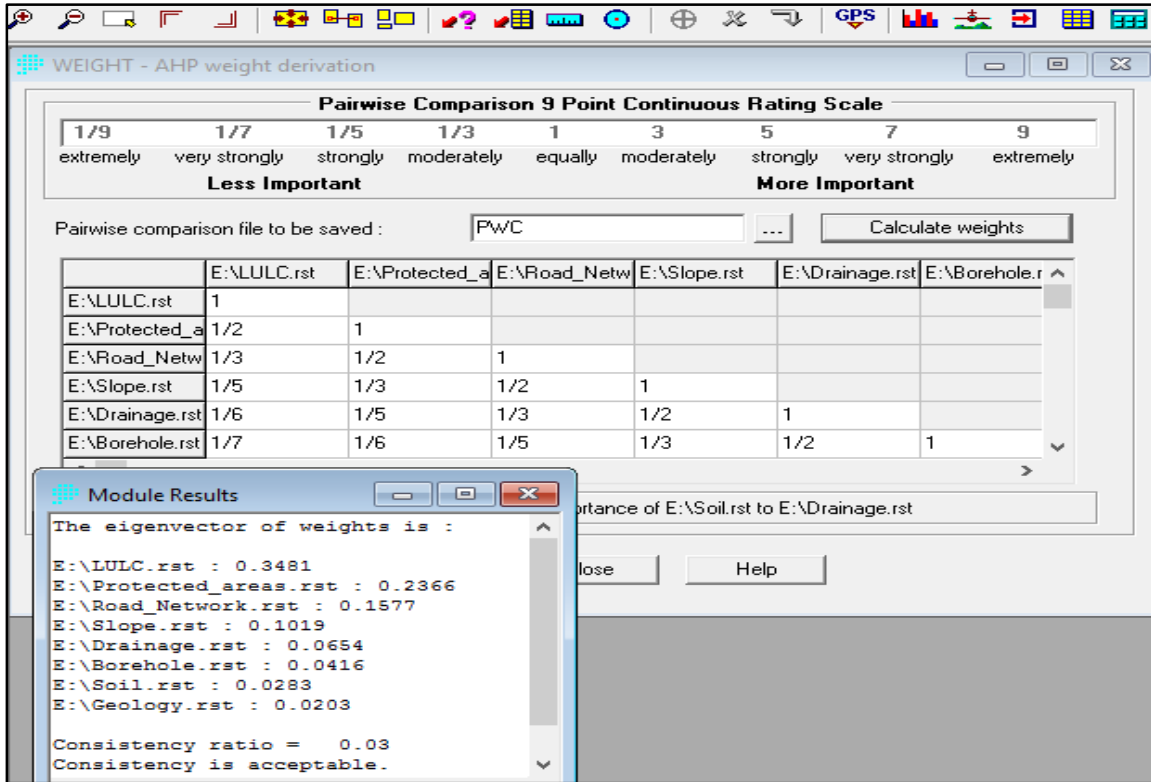 GPS
WEIGHT - AHP weight derivation
Pairwise Comparison 9 Point Continuous Rating Scale
1/9 1/7 1/5 1/3 1 3 5 7 9
extremely very strongly strongly moderately equally moderately strongly very strongly extremely
Less Important More Important
Pairwise comparison file to be saved : PWC ... Calculate weights
E:\LULC.rst E:\Protected_a E:\Road_Netw E:\Slope.rst E:\Drainage.rst E:\Borehole.r
E:\LULC.rst 1
E:\Protected_a 1/2 1
E:\Road_Netw 1/3 1/2 1
E:\Slope.rst 1/5 1/3 1/2 1
E:\Drainage.rst 1/6 1/5 1/3 1/2 1
E:\Borehole.rst 1/7 1/6 1/5 1/3 1/2 1
rtance of E:\Soil.rst to E:\Drainage.rst
lose Help
Module Results
The eigenvector of weights is :
E:\LULC.rst : 0.3481
E:\Protected_areas.rst : 0.2366
E:\Road_Network.rst : 0.1577
E:\Slope.rst : 0.1019
E:\Drainage.rst : 0.0654
E:\Borehole.rst : 0.0416
E:\Soil.rst : 0.0283
E:\Geology.rst : 0.0203
Consistency ratio = 0.03
Consistency is acceptable.